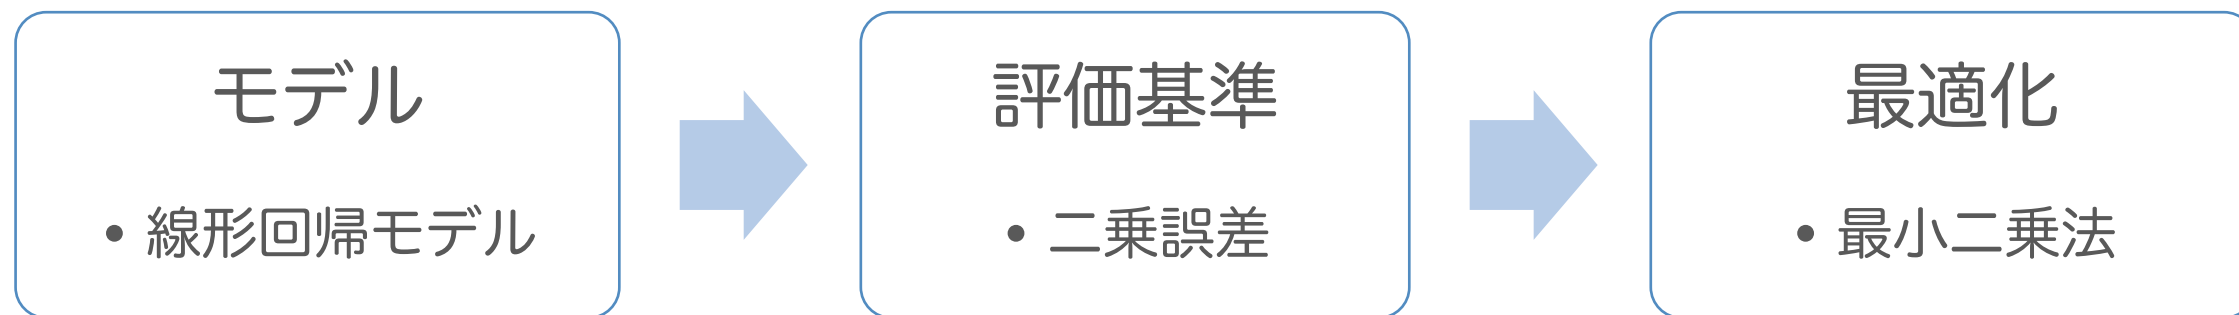 モデル
• 線形回帰モデル
評価基準
• 二乗誤差
最適化
• 最小二乗法